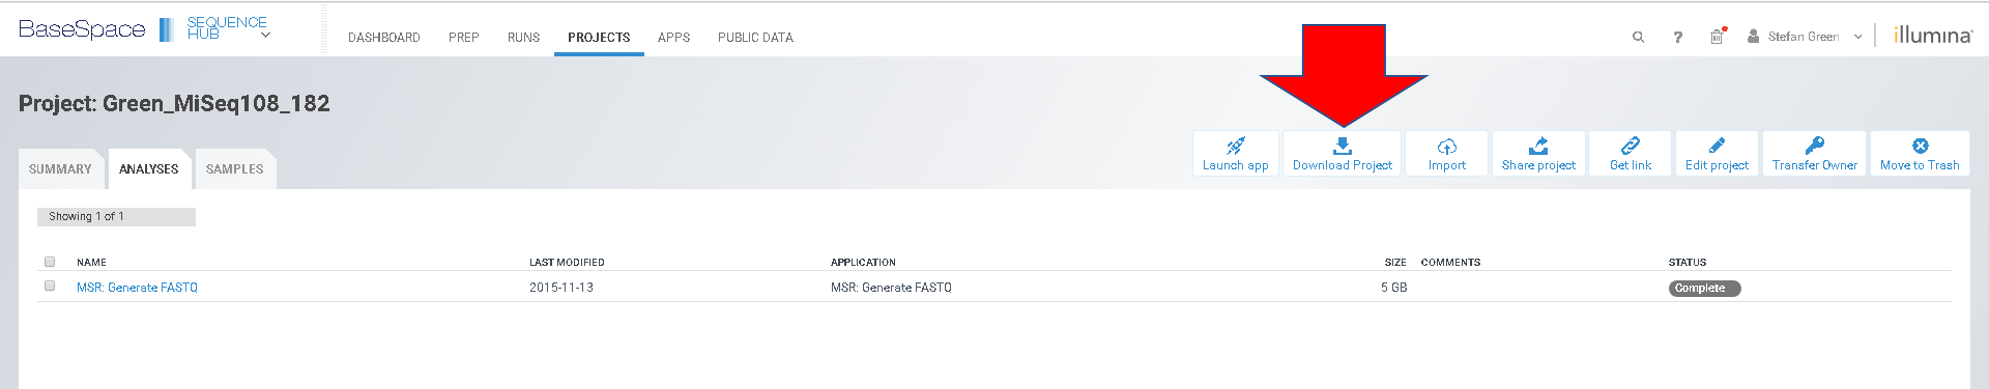 BaseSpace SEQUENCE HUB
DASHBOARD PREP RUNS PROJECTS APPS PUBLIC DATA
? Stefan Green illumina
Project: Green_MiSeq108_182
Launch app Download Project Import Share project Get link Edit project Transfer Owner Move to Trash
SUMMARY ANALYSES SAMPLES
Showing 1 of 1
NAME LAST MODIFIED APPLICATION SIZE COMMENTS STATUS
MSR: Generate FASTQ 2015-11-13 MSR: Generate FASTQ 5 GB Complete